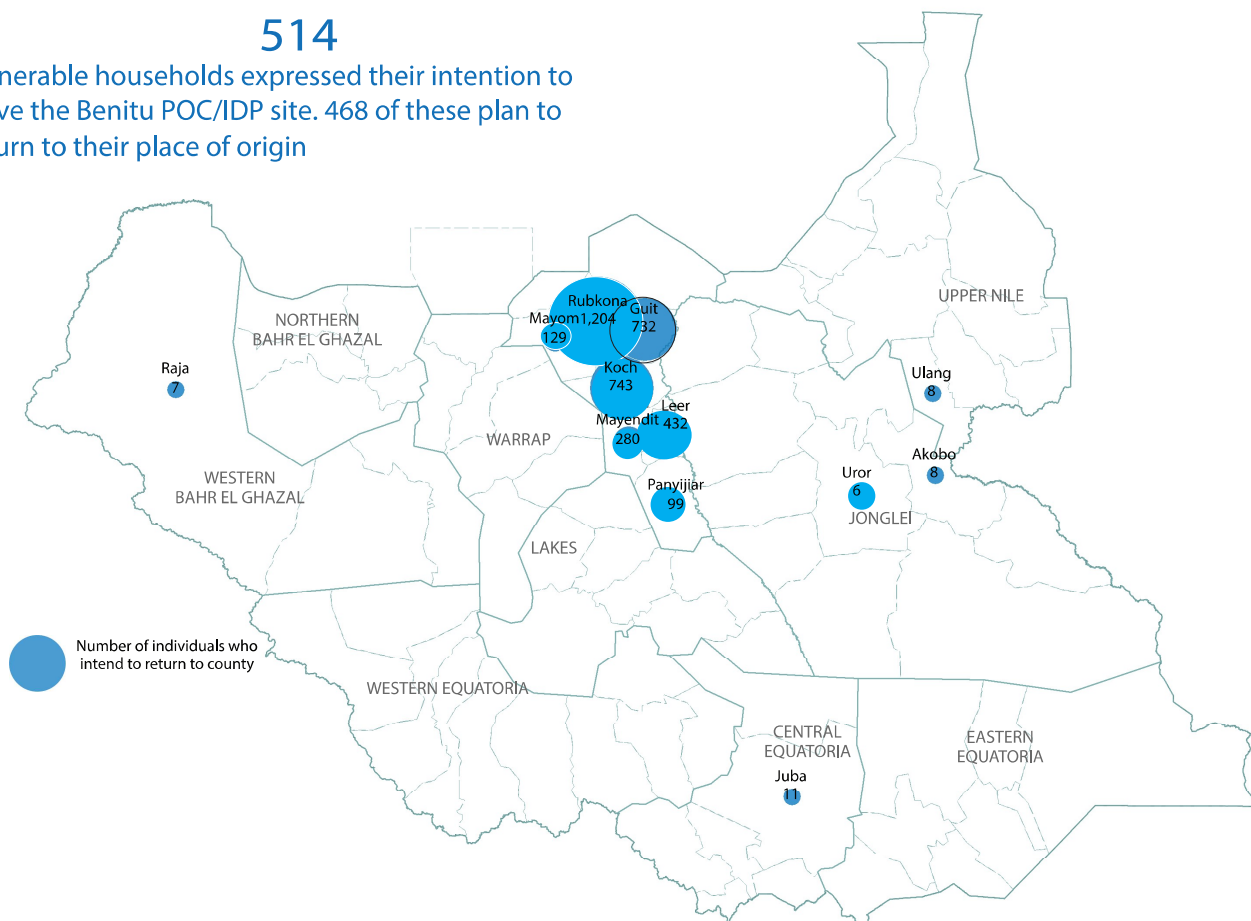 514
nerable households expressed their intention to
ve the Benitu POC/IDP site. 468 of these plan to
urn to their place of origin
UPPER NILE
NORTHERN
BAHR EL GHAZAL
Rubkona
1,204
Guit
732
Mayom
129
Raja
7
Koch
743
Ulang
8
Leer
432
Mayendit
280
WARRAP
Akobo
8
WESTERN
BAHR EL GHAZAL
Uror
6
Panyijiar
99
JONGLEI
LAKES
Number of individuals who
intend to return to county
WESTERN EQUATORIA
CENTRAL
EQUATORIA
EASTERN
EQUATORIA
Juba
11